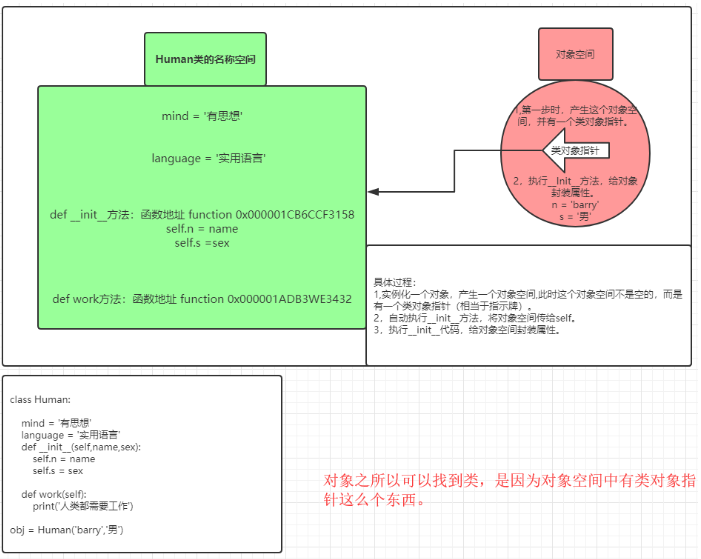 Human类的名称空间
mind = '有思想'
language = '实用语言'
def __init__方法：函数地址 function 0x000001CB6CCF3158
self.n = name
self.s =sex
def work方法：函数地址 function 0x000001ADB3WE3432
对象空间
1,第一步时，产生这个对象空
间，并有一个类对象指针。
类对象指针
2，执行__Init__方法，给对象
封装属性。
n = 'barry'
s = '男'
具体过程：
1,实例化一个对象，产生一个对象空间,此时这个对象空间不是空的，而是
有一个类对象指针（相当于指示牌）。
2，自动执行__init__方法，将对象空间传给self。
3，执行__init__代码，给对象空间封装属性。
class Human:
mind = '有思想'
language = '实用语言'
def __init__(self,name,sex):
self.n = name
self.s = sex
def work(self):
print('人类都需要工作')
obj = Human('barry','男')
对象之所以可以找到类，是因为对象空间中有类对象指
针这么个东西。